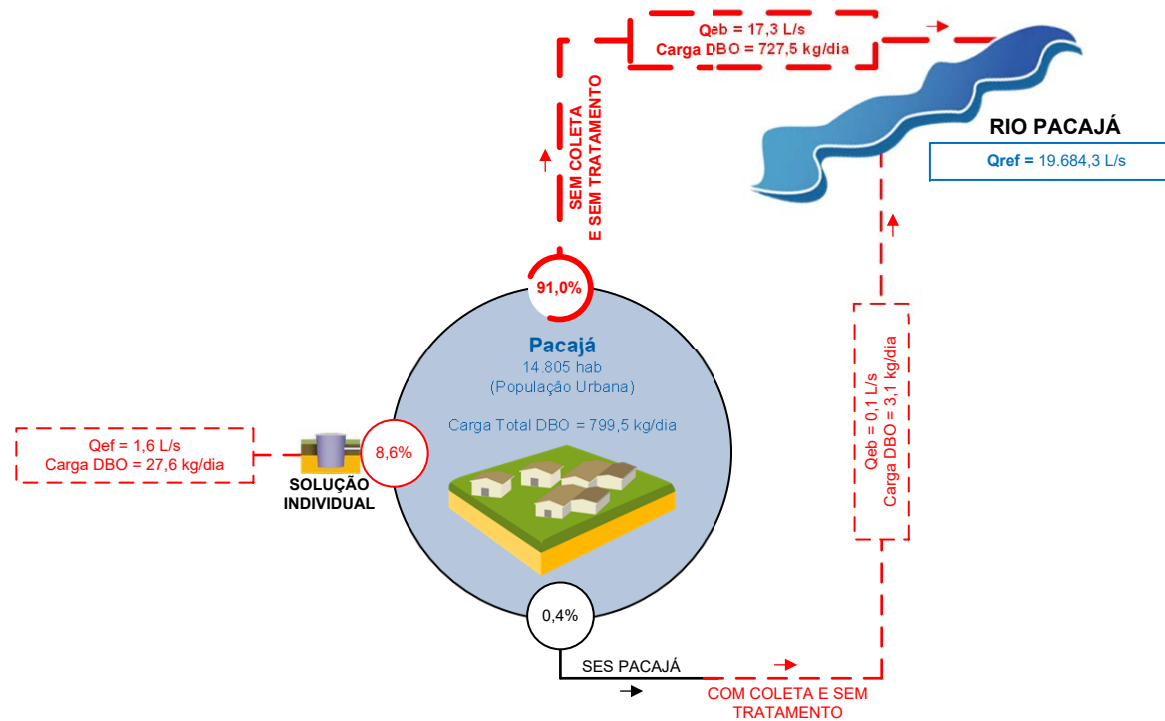 Qeb = 17,3 L/s
Carga DBO = 727,5 kg/dia
RIO PACAJÁ
Qref = 19.684,3 L/s
SEM COLETA
E SEM TRATAMENTO
91,0%
Pacajá
14.805 hab
(População Urbana)
Carga Total DBO = 799,5 kg/dia
Qef = 1,6 L/s
Carga DBO = 27,6 kg/dia
8,6%
SOLUÇÃO
INDIVIDUAL
Qeb = 0,1 L/s
Carga DBO = 3,1 kg/dia
0,4%
SES PACAJÁ
COM COLETA E SEM
TRATAMENTO